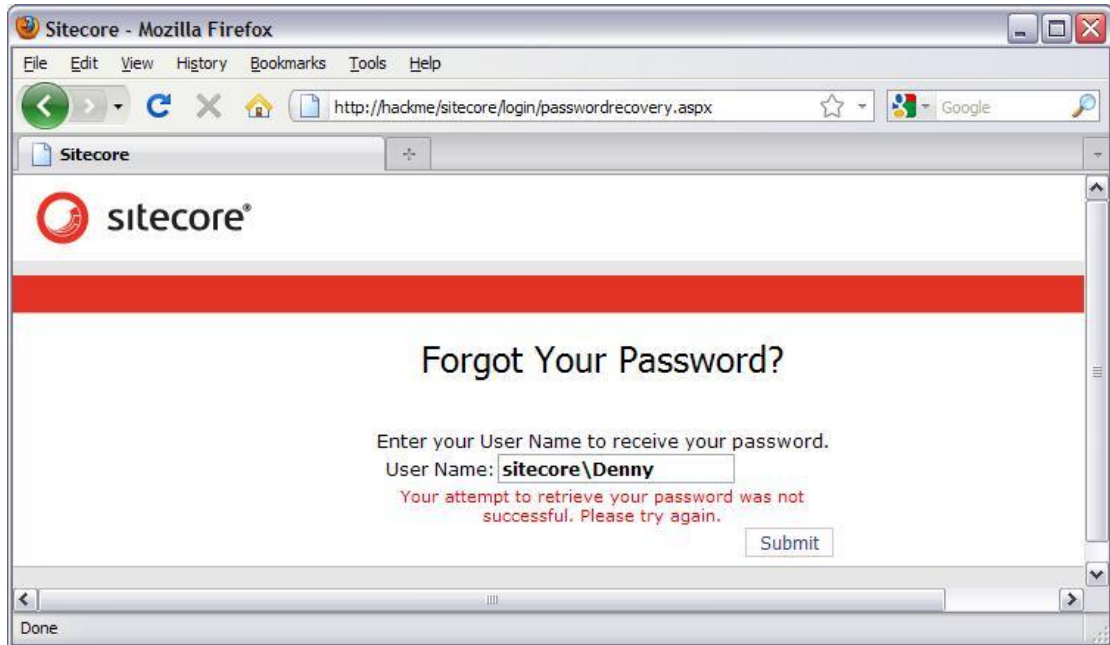 Sitecore - Mozilla Firefox
File Edit View History Bookmarks Tools Help
http://hackme/sitecore/login/passwordrecovery.aspx
Google
Sitecore
sitecore®
Forgot Your Password?
Enter your User Name to receive your password.
User Name: sitecore\Denny
Your attempt to retrieve your password was not
successful. Please try again.
Submit
Done